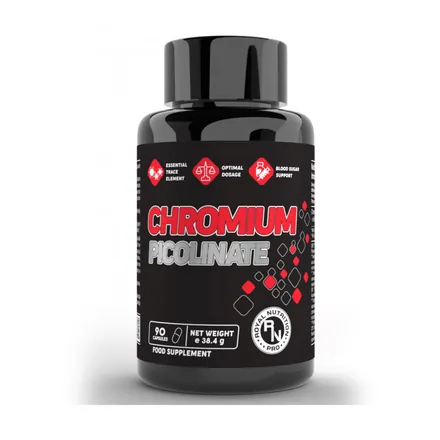 ESSENTIAL
TRACE
ELEMENT
OPTIMAL
DOSAGE
BLOOD SUGAR
SUPPORT
CHROMIUM
PICOLINATE
90
CAPSULES
NET WEIGHT
e 38.4 g
FOOD SUPPLEMENT
ROYAL NUTRITION
PRO
RN